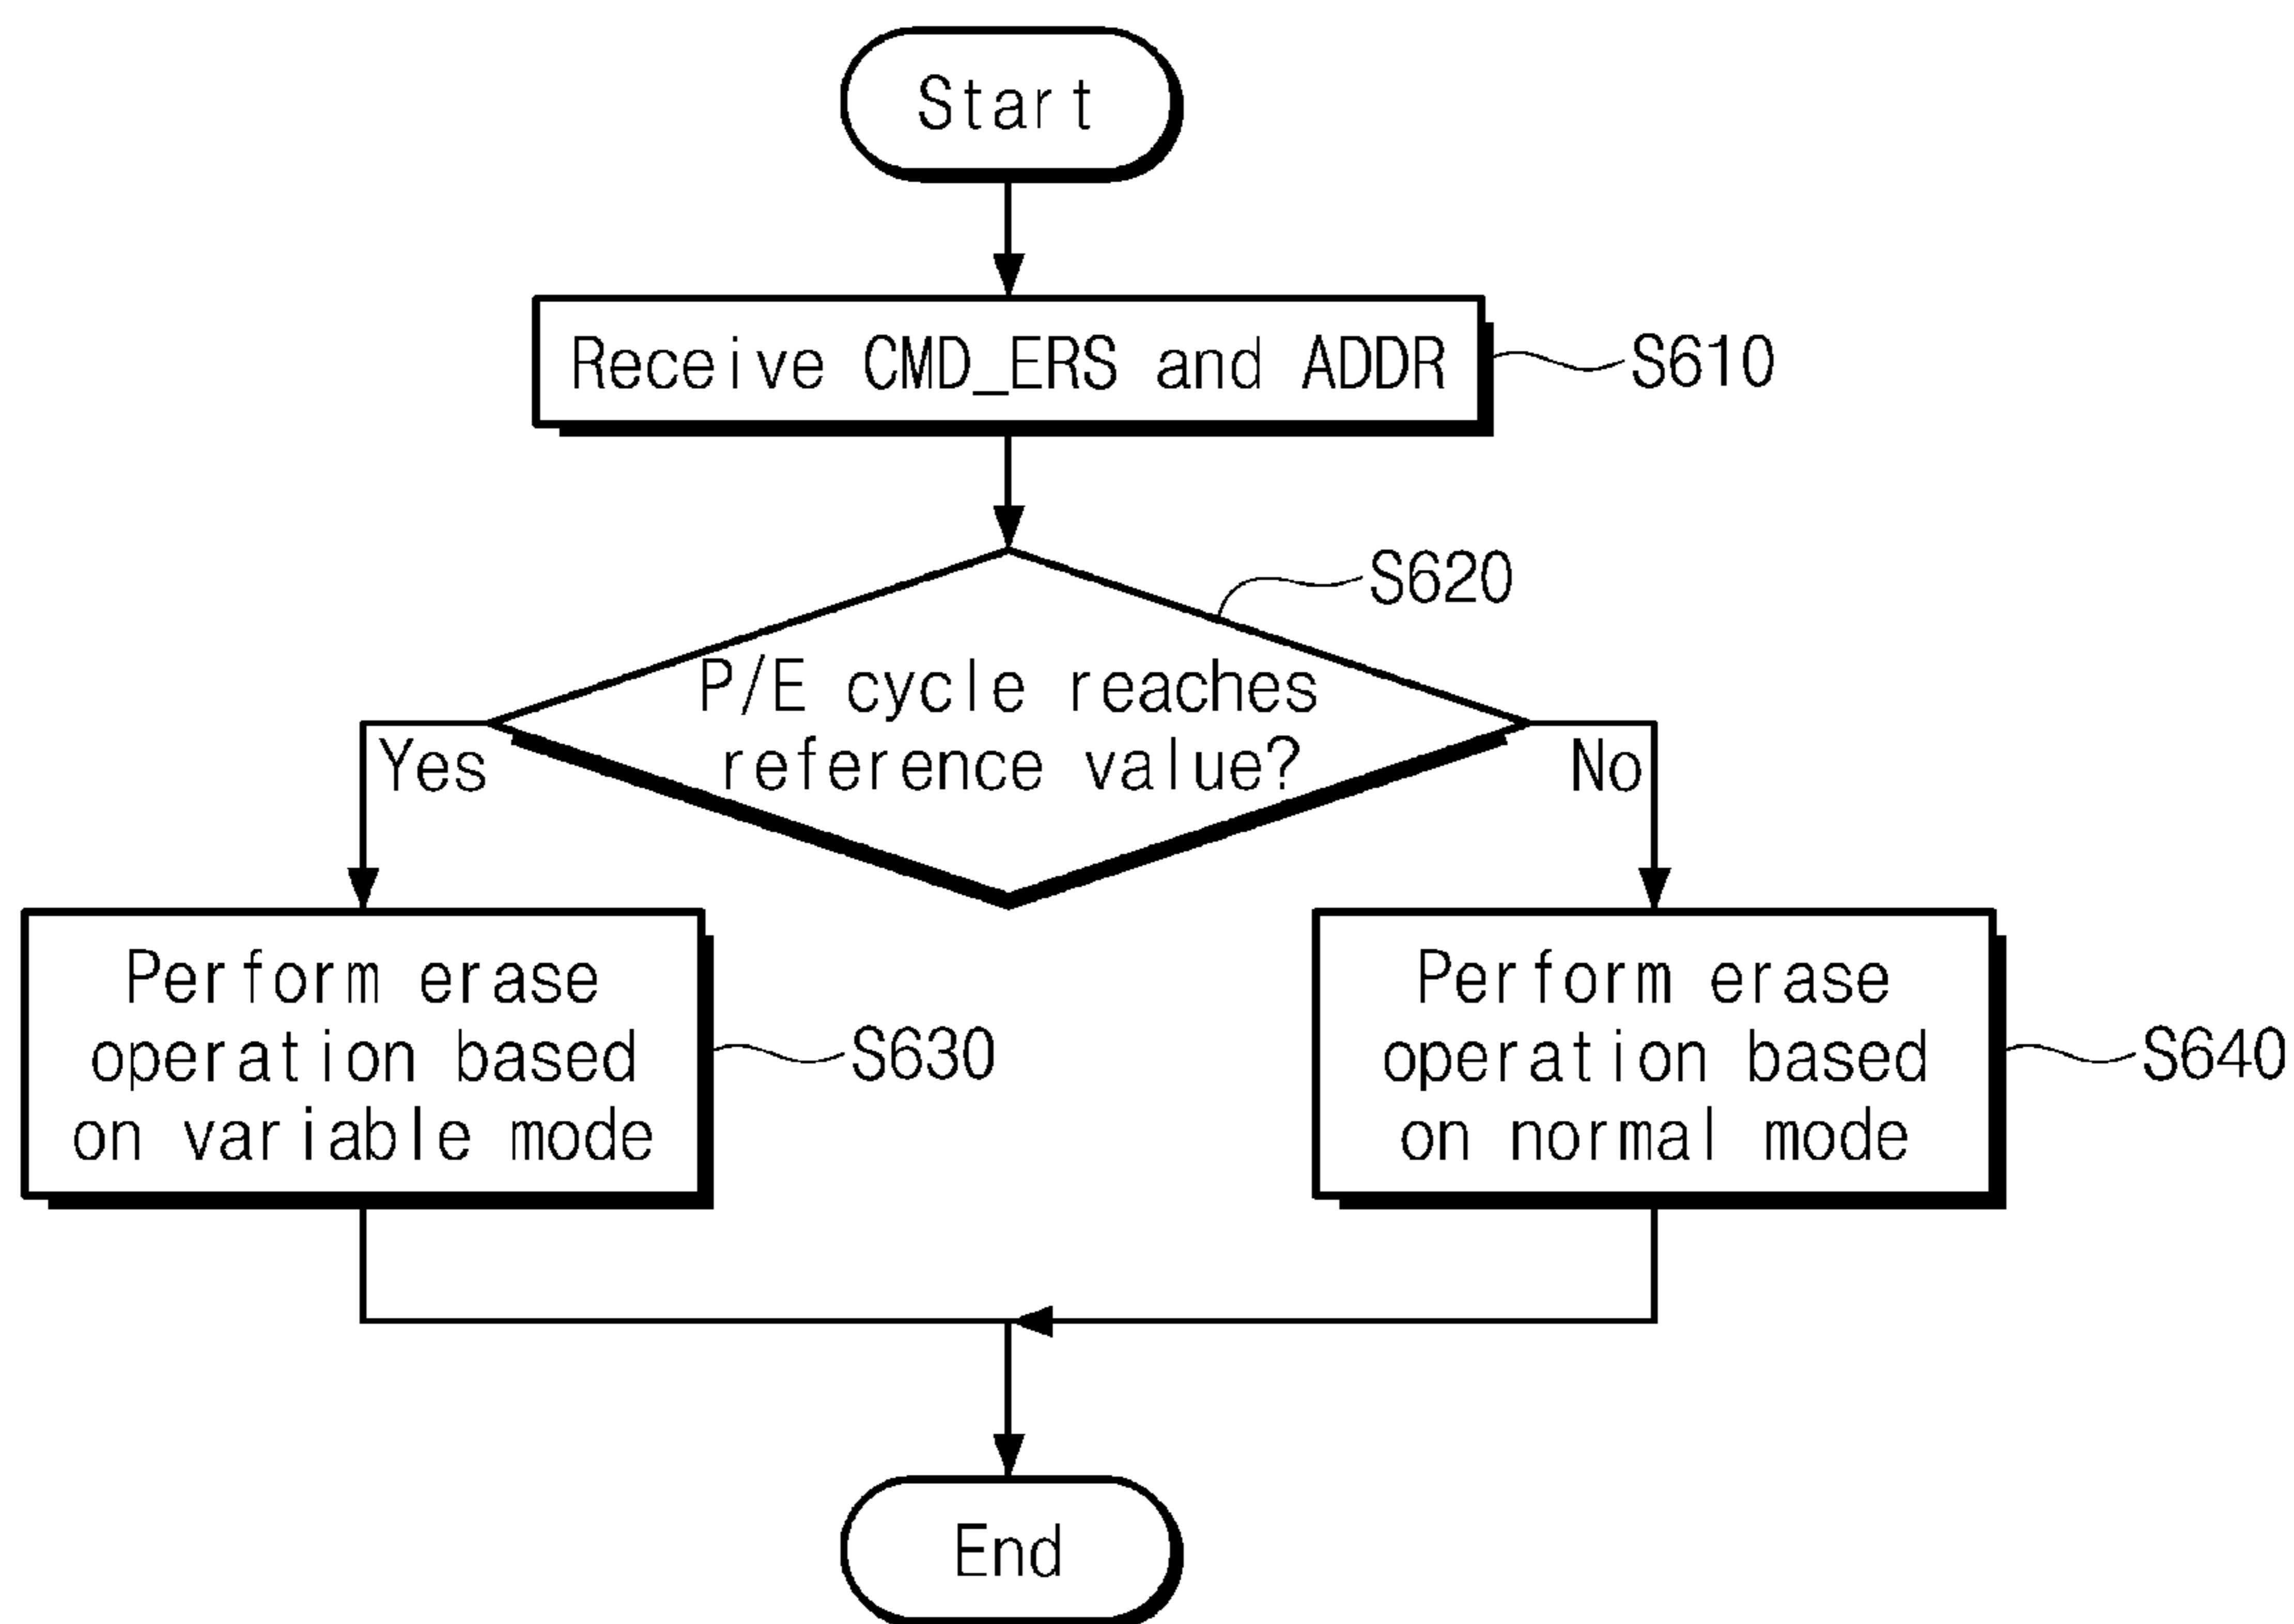 Start
Receive CMD_ERS and ADDR
S610
S620
P/E cycle reaches
reference value?
Yes
No
Perform erase
operation based
on variable mode
S630
Perform erase
operation based
on normal mode
S640
End